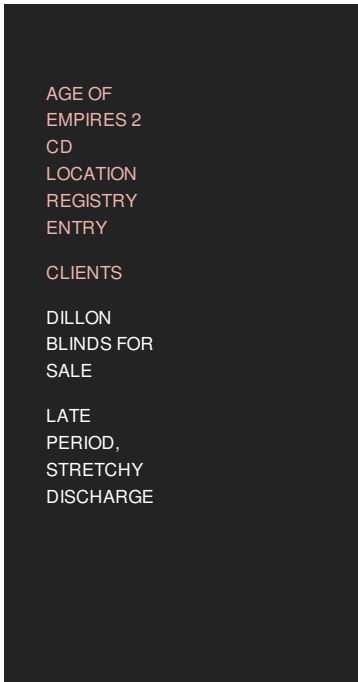 AGE OF
EMPIRES 2
CD
LOCATION
REGISTRY
ENTRY
CLIENTS
DILLON
BLINDS FOR
SALE
LATE
PERIOD,
STRETCHY
DISCHARGE